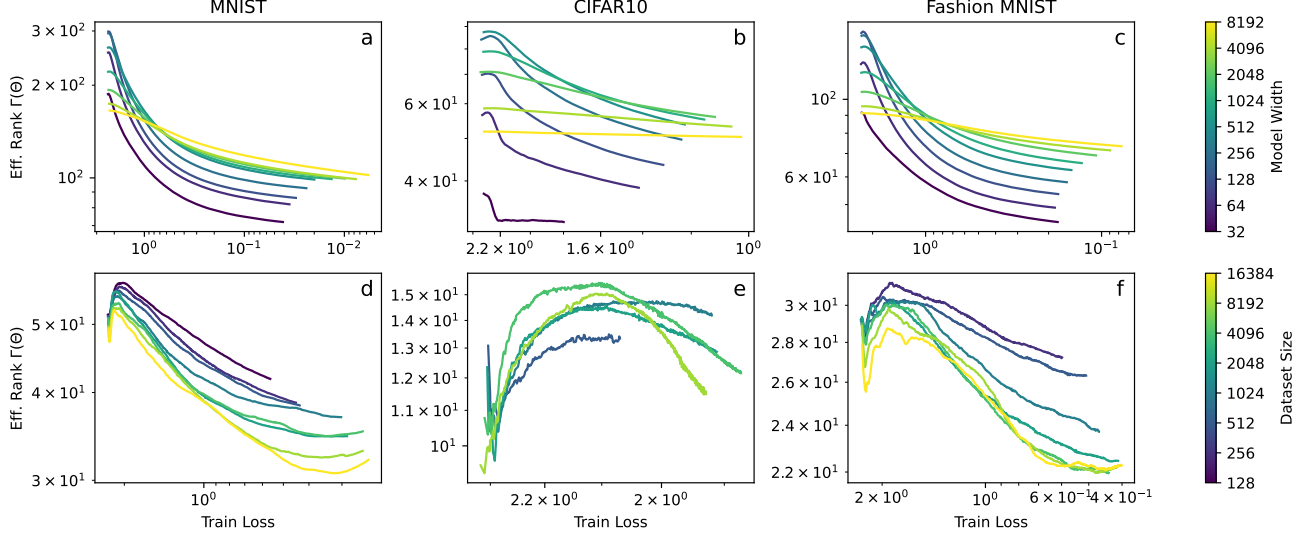 MNIST
CIFAR10
Fashion MNIST
a
b
c
Eff. Rank Γ(Θ)
3 × 10²
2 × 10²
10²
10⁰
10⁻¹
10⁻²
6 × 10¹
4 × 10¹
2.2 × 10⁰
1.6 × 10⁰
10⁰
10²
6 × 10¹
10⁰
10⁻¹
8192
4096
2048
1024
512
256
128
64
32
Model Width
d
e
f
Eff. Rank Γ(Θ)
5 × 10¹
4 × 10¹
3 × 10¹
10⁰
Train Loss
1.5 × 10¹
1.4 × 10¹
1.3 × 10¹
1.2 × 10¹
1.1 × 10¹
10¹
2.2 × 10⁰
2 × 10⁰
Train Loss
3 × 10¹
2.8 × 10¹
2.6 × 10¹
2.4 × 10¹
2.2 × 10¹
2 × 10⁰
10⁰
6 × 10⁻¹
4 × 10⁻¹
Train Loss
16384
8192
4096
2048
1024
512
256
128
Dataset Size